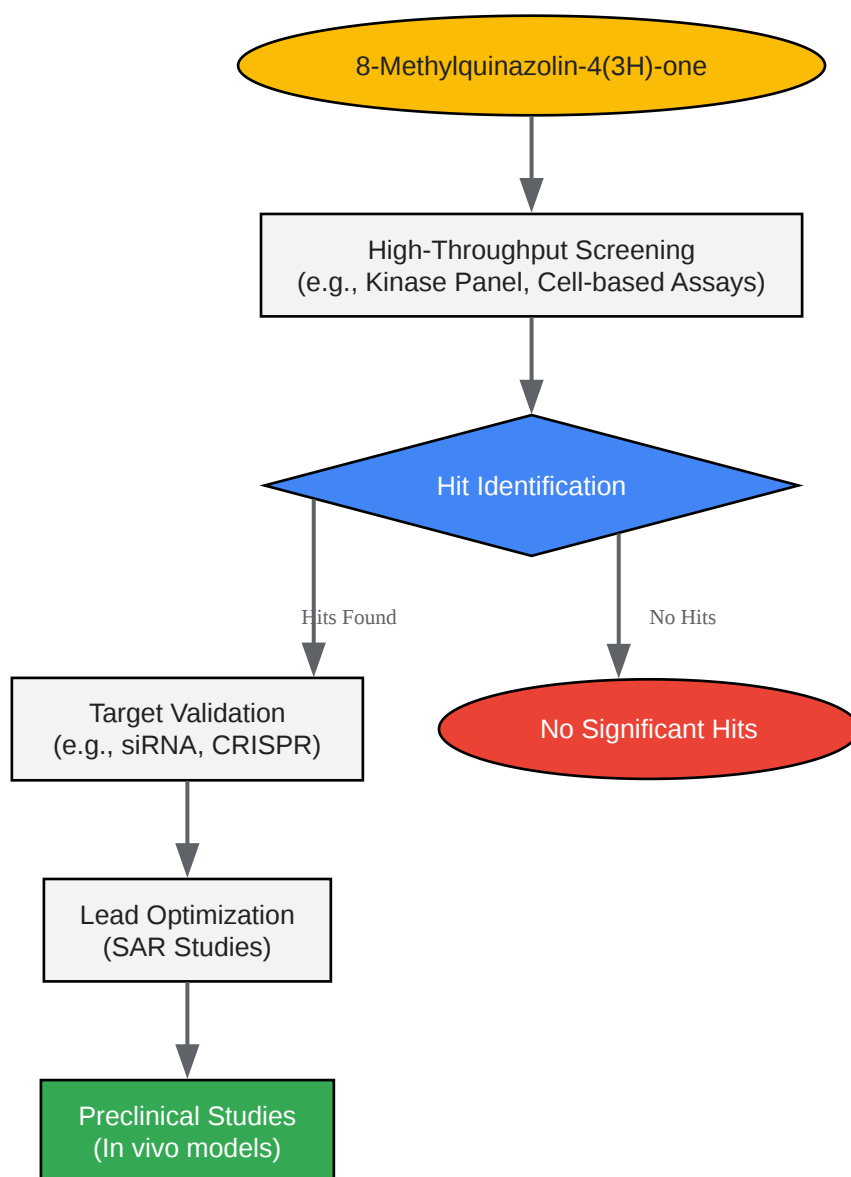 8-Methylquinazolin-4(3H)-one
High-Throughput Screening
(e.g., Kinase Panel, Cell-based Assays)
Hit Identification
Hits Found
No Hits
Target Validation
(e.g., siRNA, CRISPR)
No Significant Hits
Lead Optimization
(SAR Studies)
Preclinical Studies
(In vivo models)